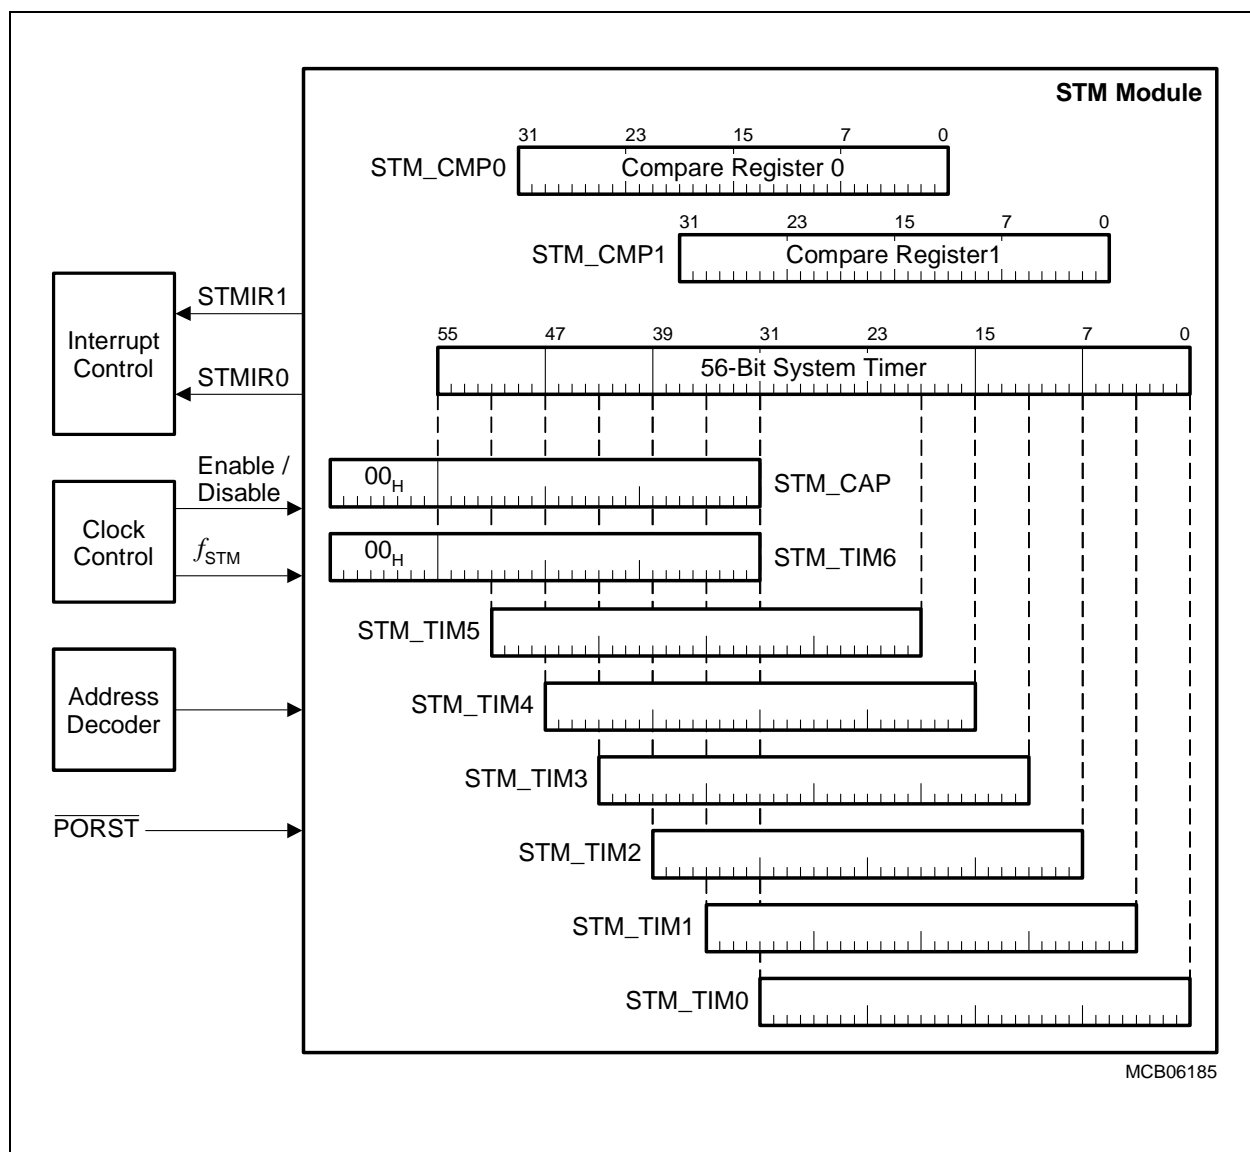 STM Module
31 23 15 7 0
STM_CMP0 Compare Register 0
31 23 15 7 0
STM_CMP1 Compare Register1
STMIR1
Interrupt
Control
STMIR0
55 47 39 31 23 15 7 0
56-Bit System Timer
Enable /
Disable
00H STM_CAP
Clock
Control
fSTM
00H STM_TIM6
STM_TIM5
Address
Decoder
STM_TIM4
STM_TIM3
PORST
STM_TIM2
STM_TIM1
STM_TIM0
MCB06185